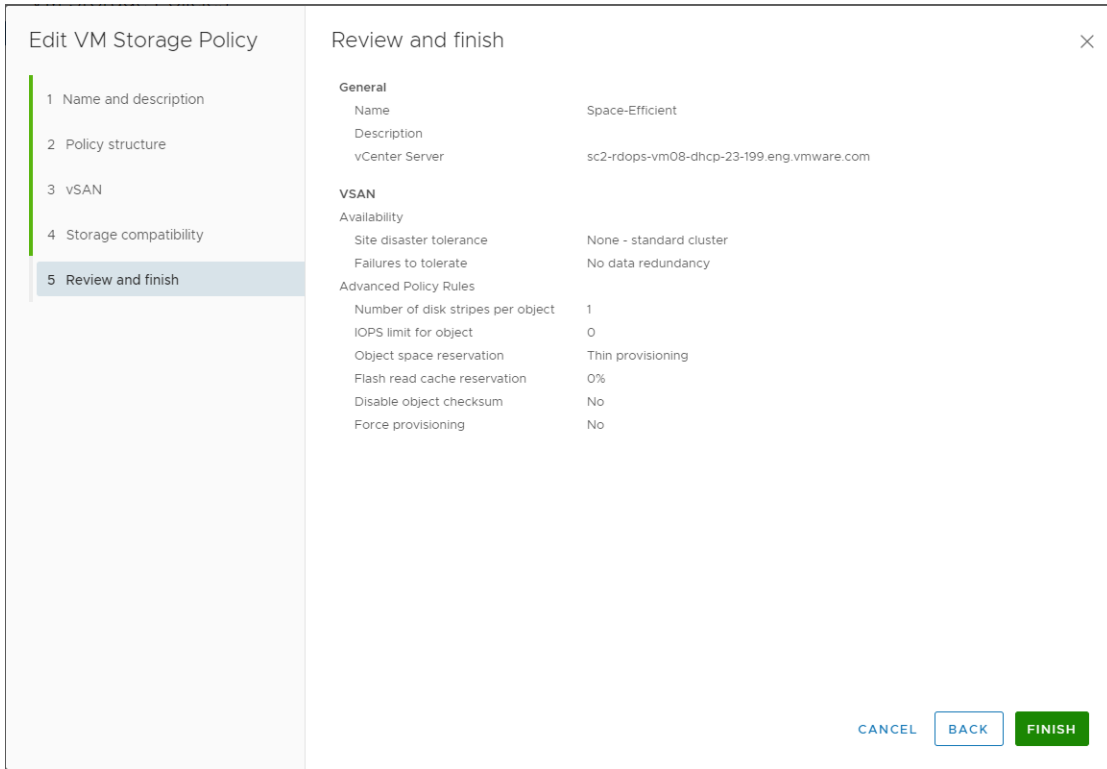 Edit VM Storage Policy
1 Name and description
2 Policy structure
3 vSAN
4 Storage compatibility
5 Review and finish
Review and finish
General
Name Space-Efficient
Description
vCenter Server sc2-rdops-vm08-dhcp-23-199.eng.vmware.com
VSAN
Availability
Site disaster tolerance None - standard cluster
Failures to tolerate No data redundancy
Advanced Policy Rules
Number of disk stripes per object 1
IOPS limit for object 0
Object space reservation Thin provisioning
Flash read cache reservation 0%
Disable object checksum No
Force provisioning No
CANCEL BACK FINISH